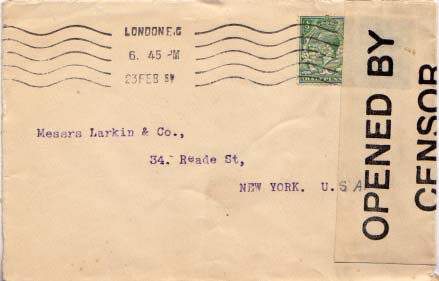 LONDON E.C
6. 45 PM
23 FEB
Messrs Larkin & Co.,
34. Reade St,
NEW YORK. U.S A
OPENED BY
CENSOR